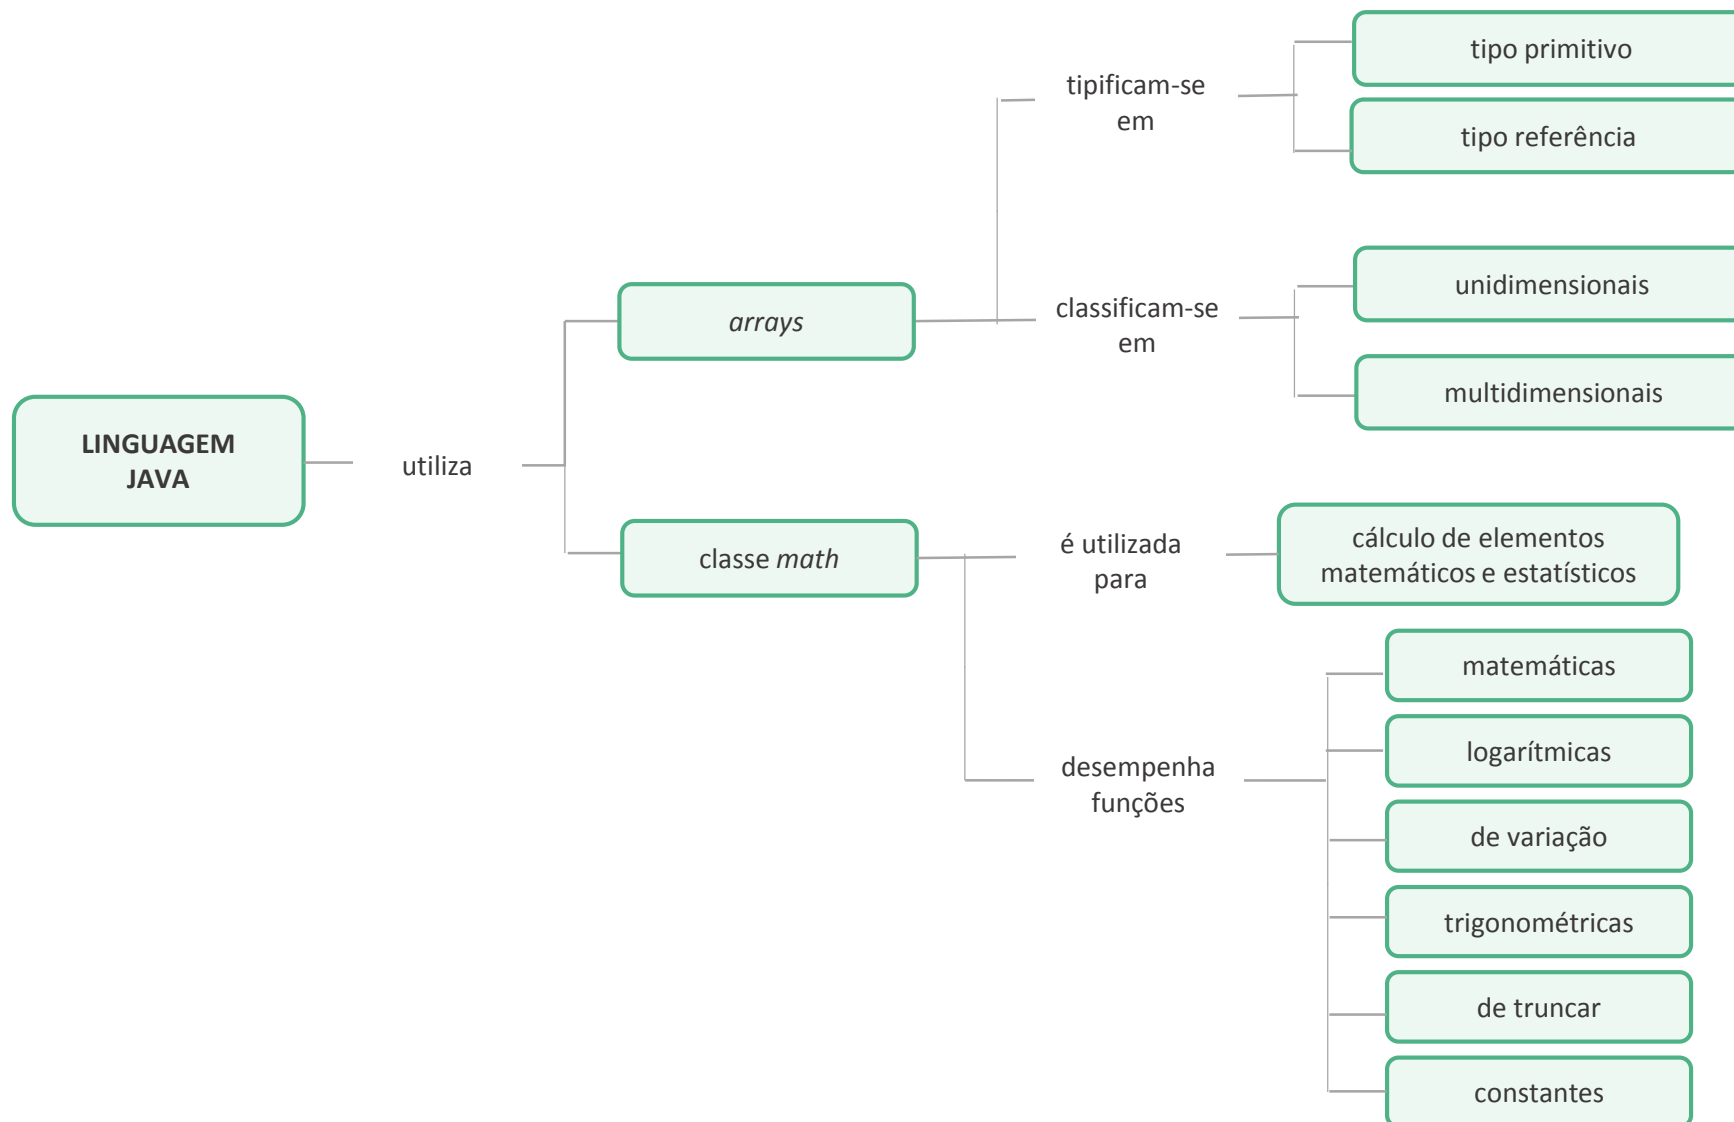 LINGUAGEM
JAVA
utiliza
arrays
tipificam-se
em
tipo primitivo
tipo referência
classificam-se
em
unidimensionais
multidimensionais
classe math
é utilizada
para
cálculo de elementos
matemáticos e estatísticos
desempenha
funções
matemáticas
logarítmicas
de variação
trigonométricas
de truncar
constantes